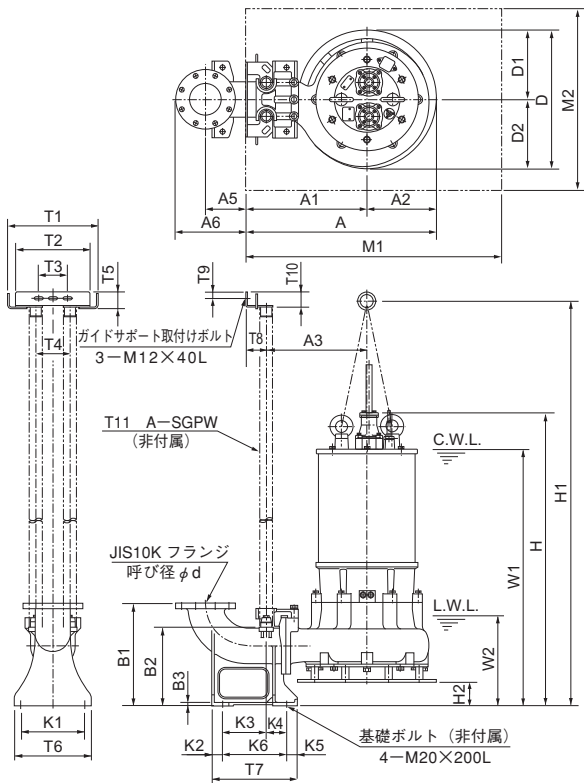 D1
D
D2
M2
A5
A1
A2
A6
A
M1
T1
T2
T3
T5
T4
T9
T10
ガイドサポート取付けボルト
3－M12×40L
T8
A3
T11 A－SGPW
（非付属）
C.W.L.
H1
H
W1
JIS10K フランジ
呼び径φd
L.W.L.
W2
H2
B1
B2
B3
K1
T6
K3
K4
K2
K6
K5
T7
基礎ボルト（非付属）
4－M20×200L